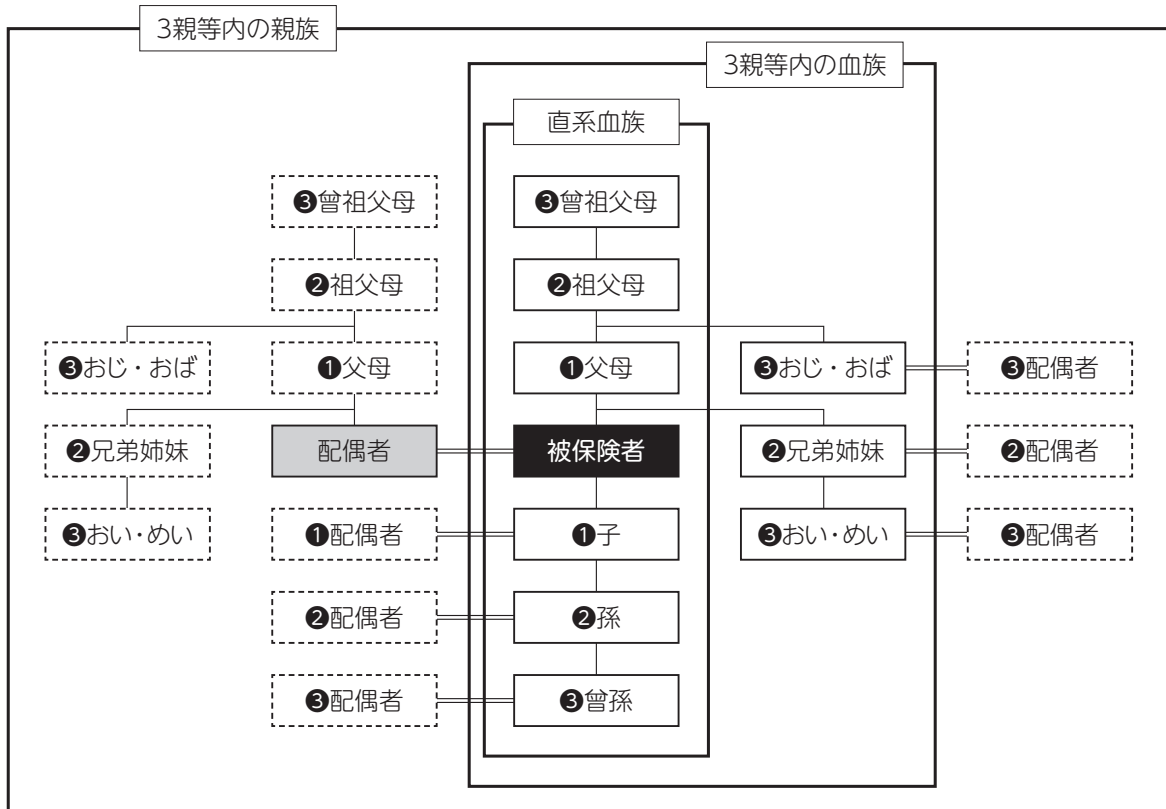 3親等内の親族
3親等内の血族
直系血族
❸曾祖父母
❸曾祖父母
❷祖父母
❷祖父母
❸おじ・おば
❶父母
❶父母
❸おじ・おば
❸配偶者
❷兄弟姉妹
配偶者
被保険者
❷兄弟姉妹
❷配偶者
❸おい・めい
❶配偶者
❶子
❸おい・めい
❸配偶者
❷配偶者
❷孫
❸配偶者
❸曾孫